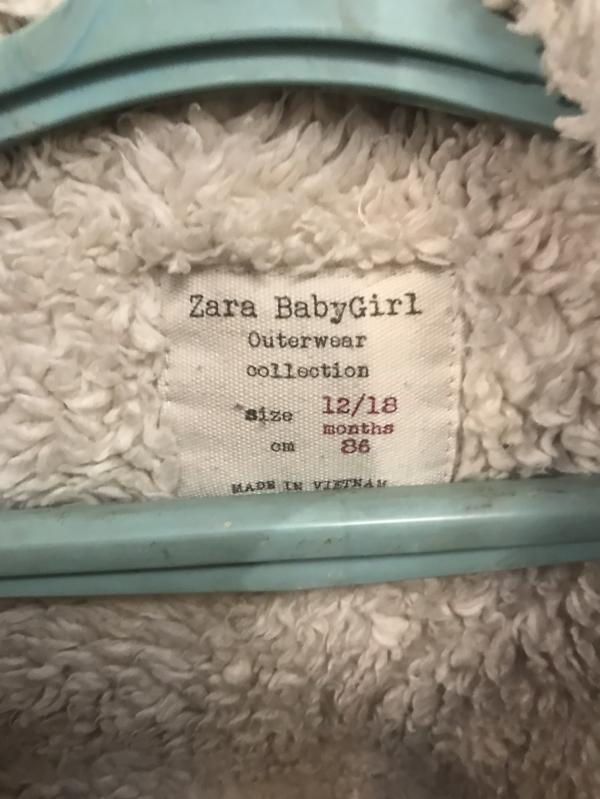 Zara BabyGirl
Outerwear
collection
size 12/18
months
cm 86
MADE IN VIETNAM